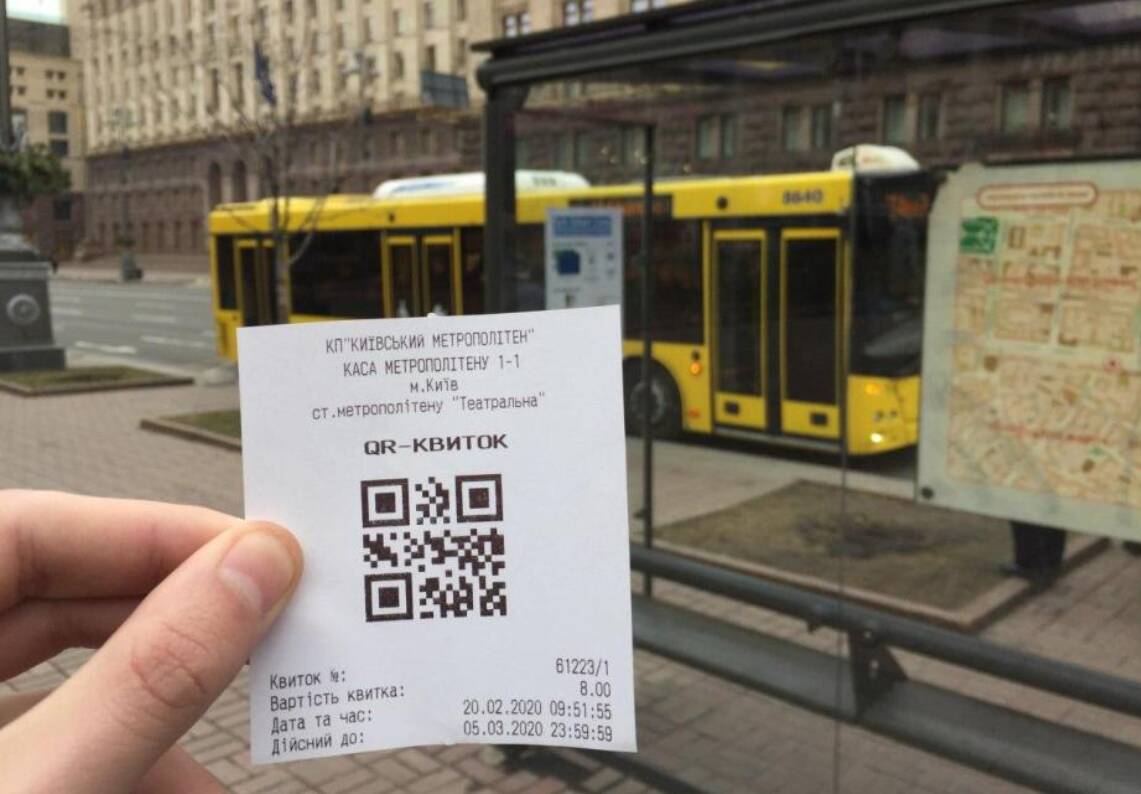 КП"КИЇВСЬКИЙ МЕТРОПОЛІТЕН"
КАСА МЕТРОПОЛІТЕНУ 1-1
м.Київ
ст.метрополітену "Театральна"
QR-КВИТОК
Квиток №: 61223/1
Вартість квитка: 8.00
Дата та час: 20.02.2020 09:51:55
Дійсний до: 05.03.2020 23:59:59
8640